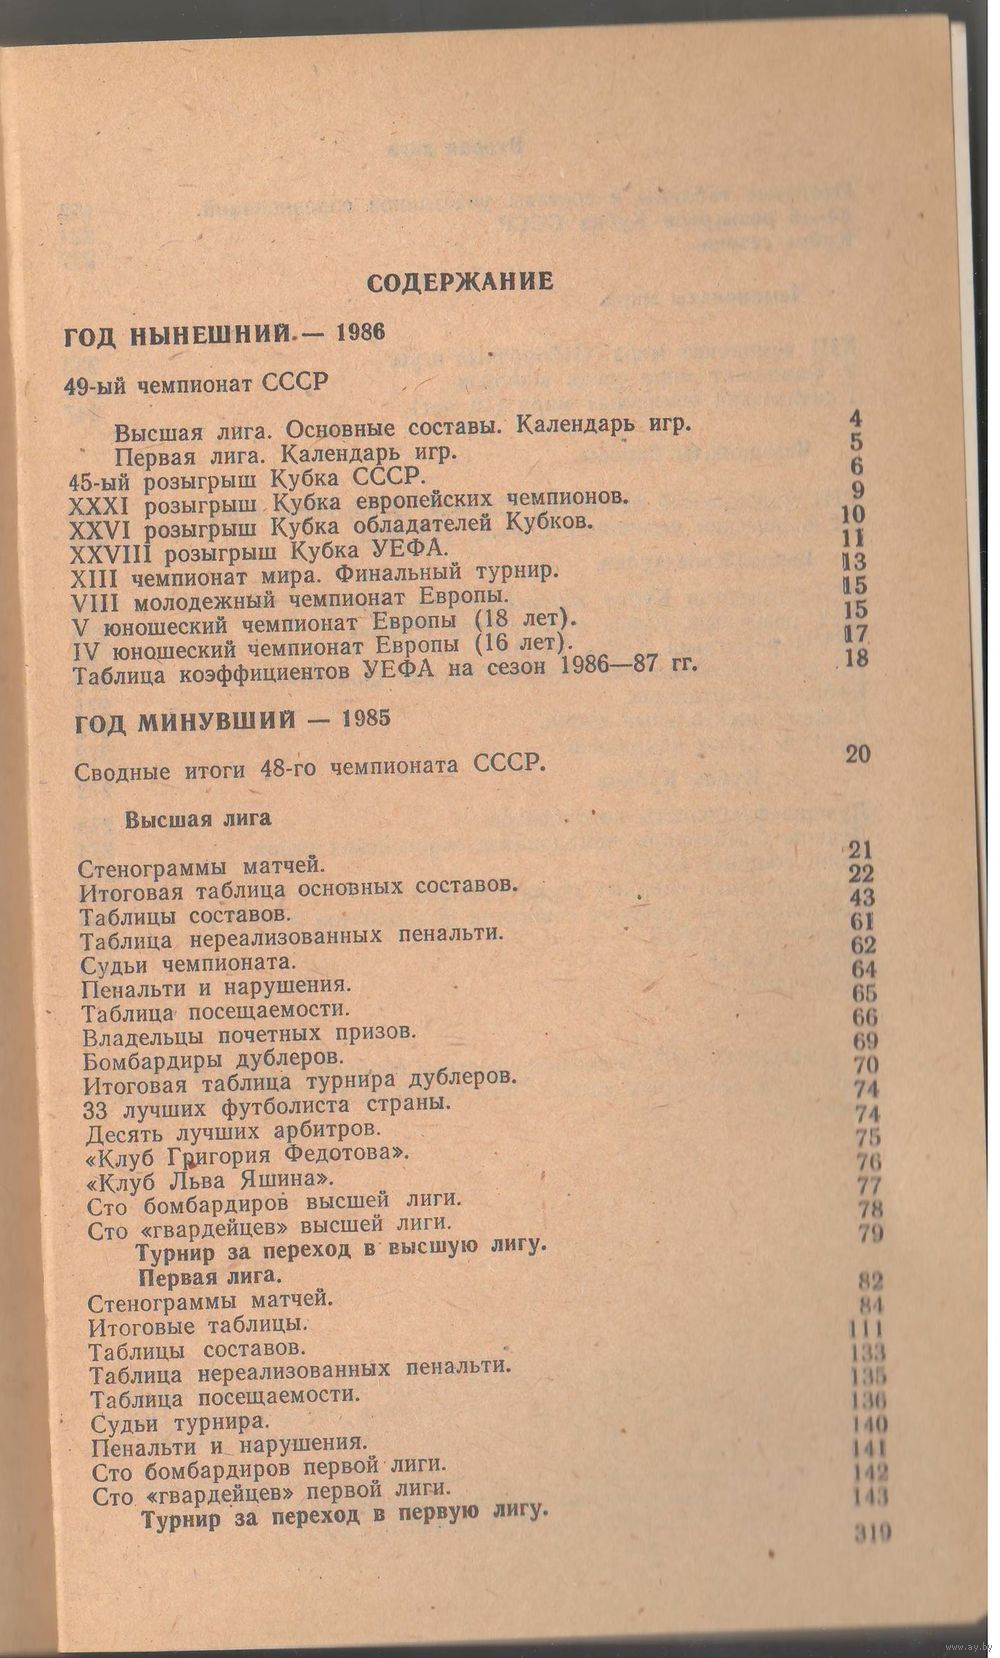 СОДЕРЖАНИЕ
ГОД НЫНЕШНИЙ. — 1986
49-ый чемпионат СССР
Высшая лига. Основные составы. Календарь игр. 4
Первая лига. Календарь игр. 5
45-ый розыгрыш Кубка СССР. 6
XXXI розыгрыш Кубка европейских чемпионов. 9
XXVI розыгрыш Кубка обладателей Кубков. 10
XXVIII розыгрыш Кубка УЕФА. 11
XIII чемпионат мира. Финальный турнир. 13
VIII молодежный чемпионат Европы. 15
V юношеский чемпионат Европы (18 лет). 15
IV юношеский чемпионат Европы (16 лет). 17
Таблица коэффициентов УЕФА на сезон 1986—87 гг. 18
ГОД МИНУВШИЙ — 1985
Сводные итоги 48-го чемпионата СССР. 20
Высшая лига
Стенограммы матчей. 21
Итоговая таблица основных составов. 22
Таблицы составов. 43
Таблица нереализованных пенальти. 61
Судьи чемпионата. 62
Пенальти и нарушения. 64
Таблица посещаемости. 65
Владельцы почетных призов. 66
Бомбардиры дублеров. 69
Итоговая таблица турнира дублеров. 70
33 лучших футболиста страны. 74
Десять лучших арбитров. 74
«Клуб Григория Федотова». 75
«Клуб Льва Яшина». 76
Сто бомбардиров высшей лиги. 77
Сто «гвардейцев» высшей лиги. 78
Турнир за переход в высшую лигу. 79
Первая лига.
Стенограммы матчей. 82
Итоговые таблицы. 84
Таблицы составов. 111
Таблица нереализованных пенальти. 133
Таблица посещаемости. 135
Судьи турнира. 136
Пенальти и нарушения. 140
Сто бомбардиров первой лиги. 141
Сто «гвардейцев» первой лиги. 142
Турнир за переход в первую лигу. 143
319